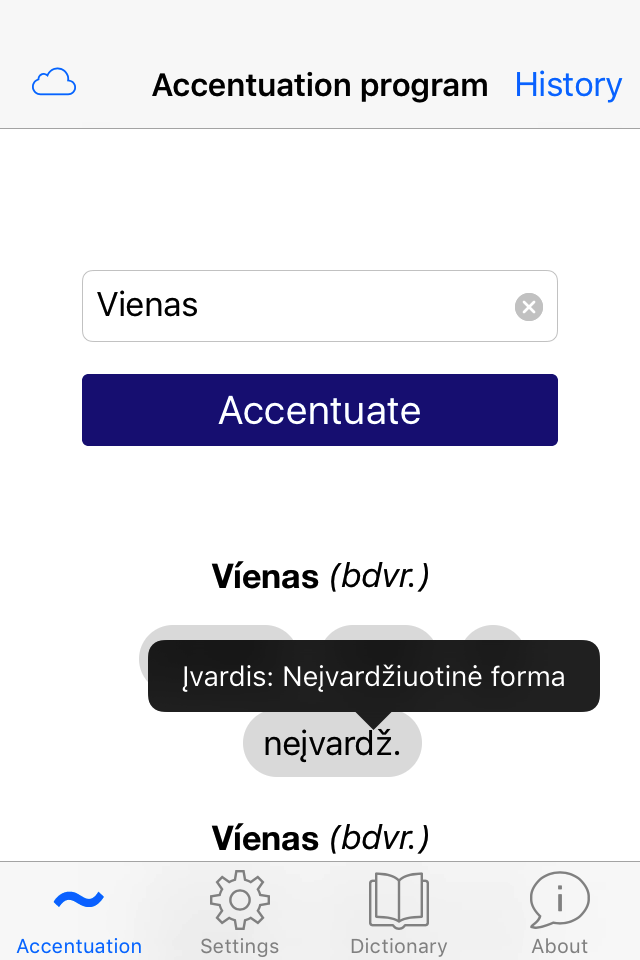 Accentuation program
History
Vienas
Accentuate
Víenas (bdvr.)
Įvardis: Neįvardžiuotinė forma
neįvardž.
Víenas (bdvr.)
Accentuation
Settings
Dictionary
About